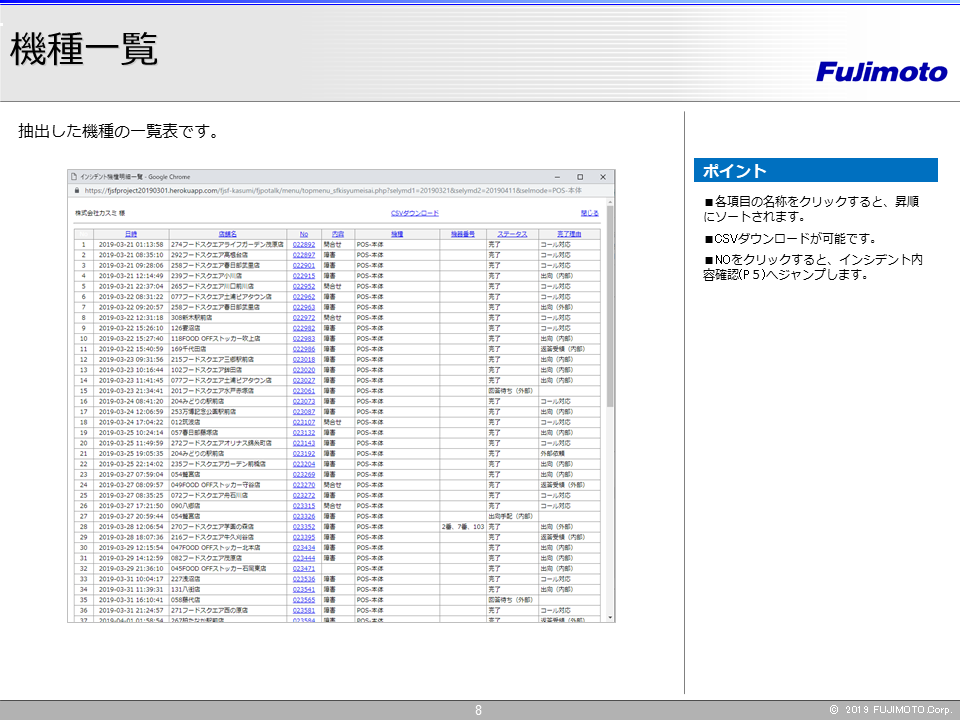 機種一覧
FuJimoto
抽出した機種の一覧表です。
インシデント機種明細一覧 - Google Chrome
https://fjsfproject20190301.herokuapp.com/fjsf-kasumi/fjpotalk/menu/topmenu_sfkisyumeisai.php?selymd1=20190321&selymd2=20190411&selmode=POS-本体
株式会社カスミ 様 CSVダウンロード 閉じる
日時 店舗名 No 内容 機種 機器番号 ステータス 完了理由
1 2019-03-21 01:13:58 274フードスクエアライフガーデン茂原店 022892 問合せ POS-本体 完了 コール対応
2 2019-03-21 08:35:10 292フードスクエア高根台店 022897 障害 POS-本体 完了 コール対応
3 2019-03-21 09:28:06 258フードスクエア春日部武里店 022901 障害 POS-本体 完了 コール対応
4 2019-03-21 12:14:49 239フードスクエア小川店 022915 障害 POS-本体 完了 出向（内部）
5 2019-03-21 22:37:04 265フードスクエア川口前川店 022952 問合せ POS-本体 完了 コール対応
6 2019-03-22 08:31:22 077フードスクエア土浦ピアタウン店 022962 障害 POS-本体 完了 コール対応
7 2019-03-22 09:20:57 258フードスクエア春日部武里店 022963 障害 POS-本体 完了 出向（外部）
8 2019-03-22 12:31:18 308新木駅前店 022972 問合せ POS-本体 完了 コール対応
9 2019-03-22 15:26:10 126妻沼店 022982 障害 POS-本体 完了 コール対応
10 2019-03-22 15:27:40 118FOOD OFFストッカー吹上店 022983 障害 POS-本体 完了 出向（内部）
11 2019-03-22 15:40:59 169千代田店 022986 障害 POS-本体 完了 返答受領（内部）
12 2019-03-23 09:31:56 215フードスクエア三郷駅前店 023018 障害 POS-本体 完了 出向（内部）
13 2019-03-23 10:16:44 102フードスクエア鉾田店 023020 障害 POS-本体 完了 出向（内部）
14 2019-03-23 11:41:45 077フードスクエア土浦ピアタウン店 023027 障害 POS-本体 完了 出向（内部）
15 2019-03-23 21:34:41 201フードスクエア水戸赤塚店 023061 障害 POS-本体 回答待ち（外部）
16 2019-03-24 08:41:20 204みどりの駅前店 023073 障害 POS-本体 完了 コール対応
17 2019-03-24 12:06:59 253万博記念公園駅前店 023087 障害 POS-本体 完了 出向（内部）
18 2019-03-24 17:04:22 012筑波店 023107 問合せ POS-本体 完了 コール対応
19 2019-03-25 10:24:14 057春日部藤塚店 023132 障害 POS-本体 完了 出向（内部）
20 2019-03-25 11:49:59 272フードスクエアオリナス錦糸町店 023143 障害 POS-本体 完了 コール対応
21 2019-03-25 19:05:35 204みどりの駅前店 023192 障害 POS-本体 完了 外部依頼
22 2019-03-25 22:14:02 235フードスクエアガーデン前橋店 023204 障害 POS-本体 完了 出向（内部）
23 2019-03-27 07:59:04 054鷲宮店 023269 障害 POS-本体 完了 出向（内部）
24 2019-03-27 08:09:57 049FOOD OFFストッカー守谷店 023270 問合せ POS-本体 完了 返答受領（外部）
25 2019-03-27 08:35:25 072フードスクエア舟石川店 023272 障害 POS-本体 完了 コール対応
26 2019-03-27 17:21:50 090八郷店 023315 問合せ POS-本体 完了 コール対応
27 2019-03-27 20:59:44 054鷲宮店 023326 障害 POS-本体 出向手配（内部）
28 2019-03-28 12:06:54 270フードスクエア学園の森店 023352 障害 POS-本体 2番、7番、103 完了 出向（外部）
29 2019-03-28 18:07:36 216フードスクエア牛久刈谷店 023395 障害 POS-本体 完了 返答受領（内部）
30 2019-03-29 12:15:54 047FOOD OFFストッカー北本店 023434 障害 POS-本体 完了 出向（内部）
31 2019-03-29 14:12:59 082フードスクエア茂原店 023444 障害 POS-本体 完了 出向（内部）
32 2019-03-29 21:36:10 045FOOD OFFストッカー石岡東店 023471 POS-本体 完了 出向（内部）
33 2019-03-31 10:04:17 227浅沼店 023536 障害 POS-本体 完了 コール対応
34 2019-03-31 11:39:31 131八街店 023541 障害 POS-本体 完了 出向（内部）
35 2019-03-31 16:10:41 058藤代店 023565 障害 POS-本体 回答待ち（外部）
36 2019-03-31 21:24:57 271フードスクエア西の原店 023581 障害 POS-本体 完了 コール対応
37 2019-04-01 01:58:54 267柏たなか駅前店 023584 障害 POS-本体 完了 返答受領（外部）
ポイント
■各項目の名称をクリックすると、昇順
にソートされます。
■CSVダウンロードが可能です。
■NOをクリックすると、インシデント内
容確認(P５)へジャンプします。
8
© 2019 FUJIMOTO.Corp.